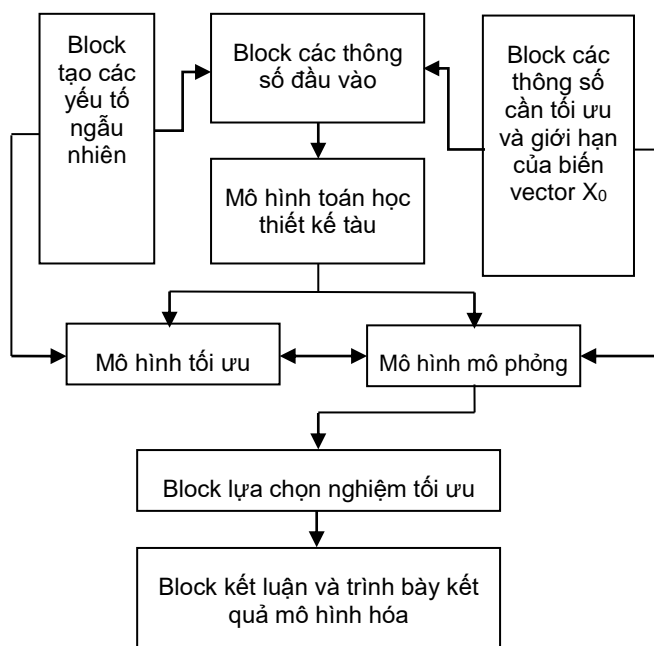 Block
tạo các
yếu tố
ngẫu
nhiên
Block các thông
số đầu vào
Block các
thông số
cần tối ưu
và giới hạn
của biến
vector X₀
Mô hình toán học
thiết kế tàu
Mô hình tối ưu
Mô hình mô phỏng
Block lựa chọn nghiệm tối ưu
Block kết luận và trình bày kết
quả mô hình hóa